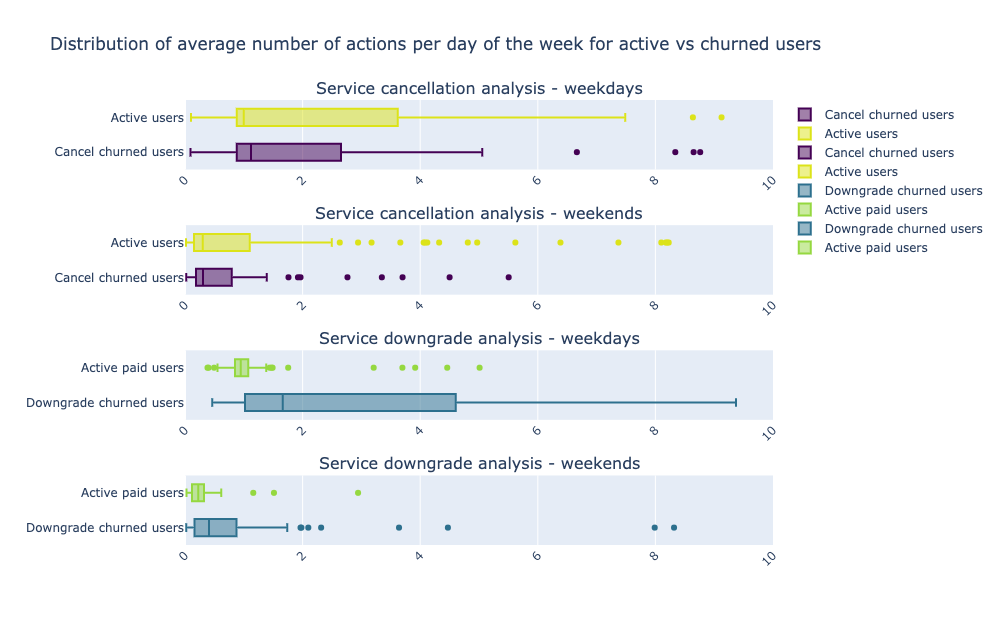 Distribution of average number of actions per day of the week for active vs churned users
Service cancellation analysis - weekdays
Active users
Cancel churned users
0 2 4 6 8 10
Service cancellation analysis - weekends
Active users
Cancel churned users
0 2 4 6 8 10
Service downgrade analysis - weekdays
Active paid users
Downgrade churned users
0 2 4 6 8 10
Service downgrade analysis - weekends
Active paid users
Downgrade churned users
0 2 4 6 8 10
Cancel churned users
Active users
Cancel churned users
Active users
Downgrade churned users
Active paid users
Downgrade churned users
Active paid users